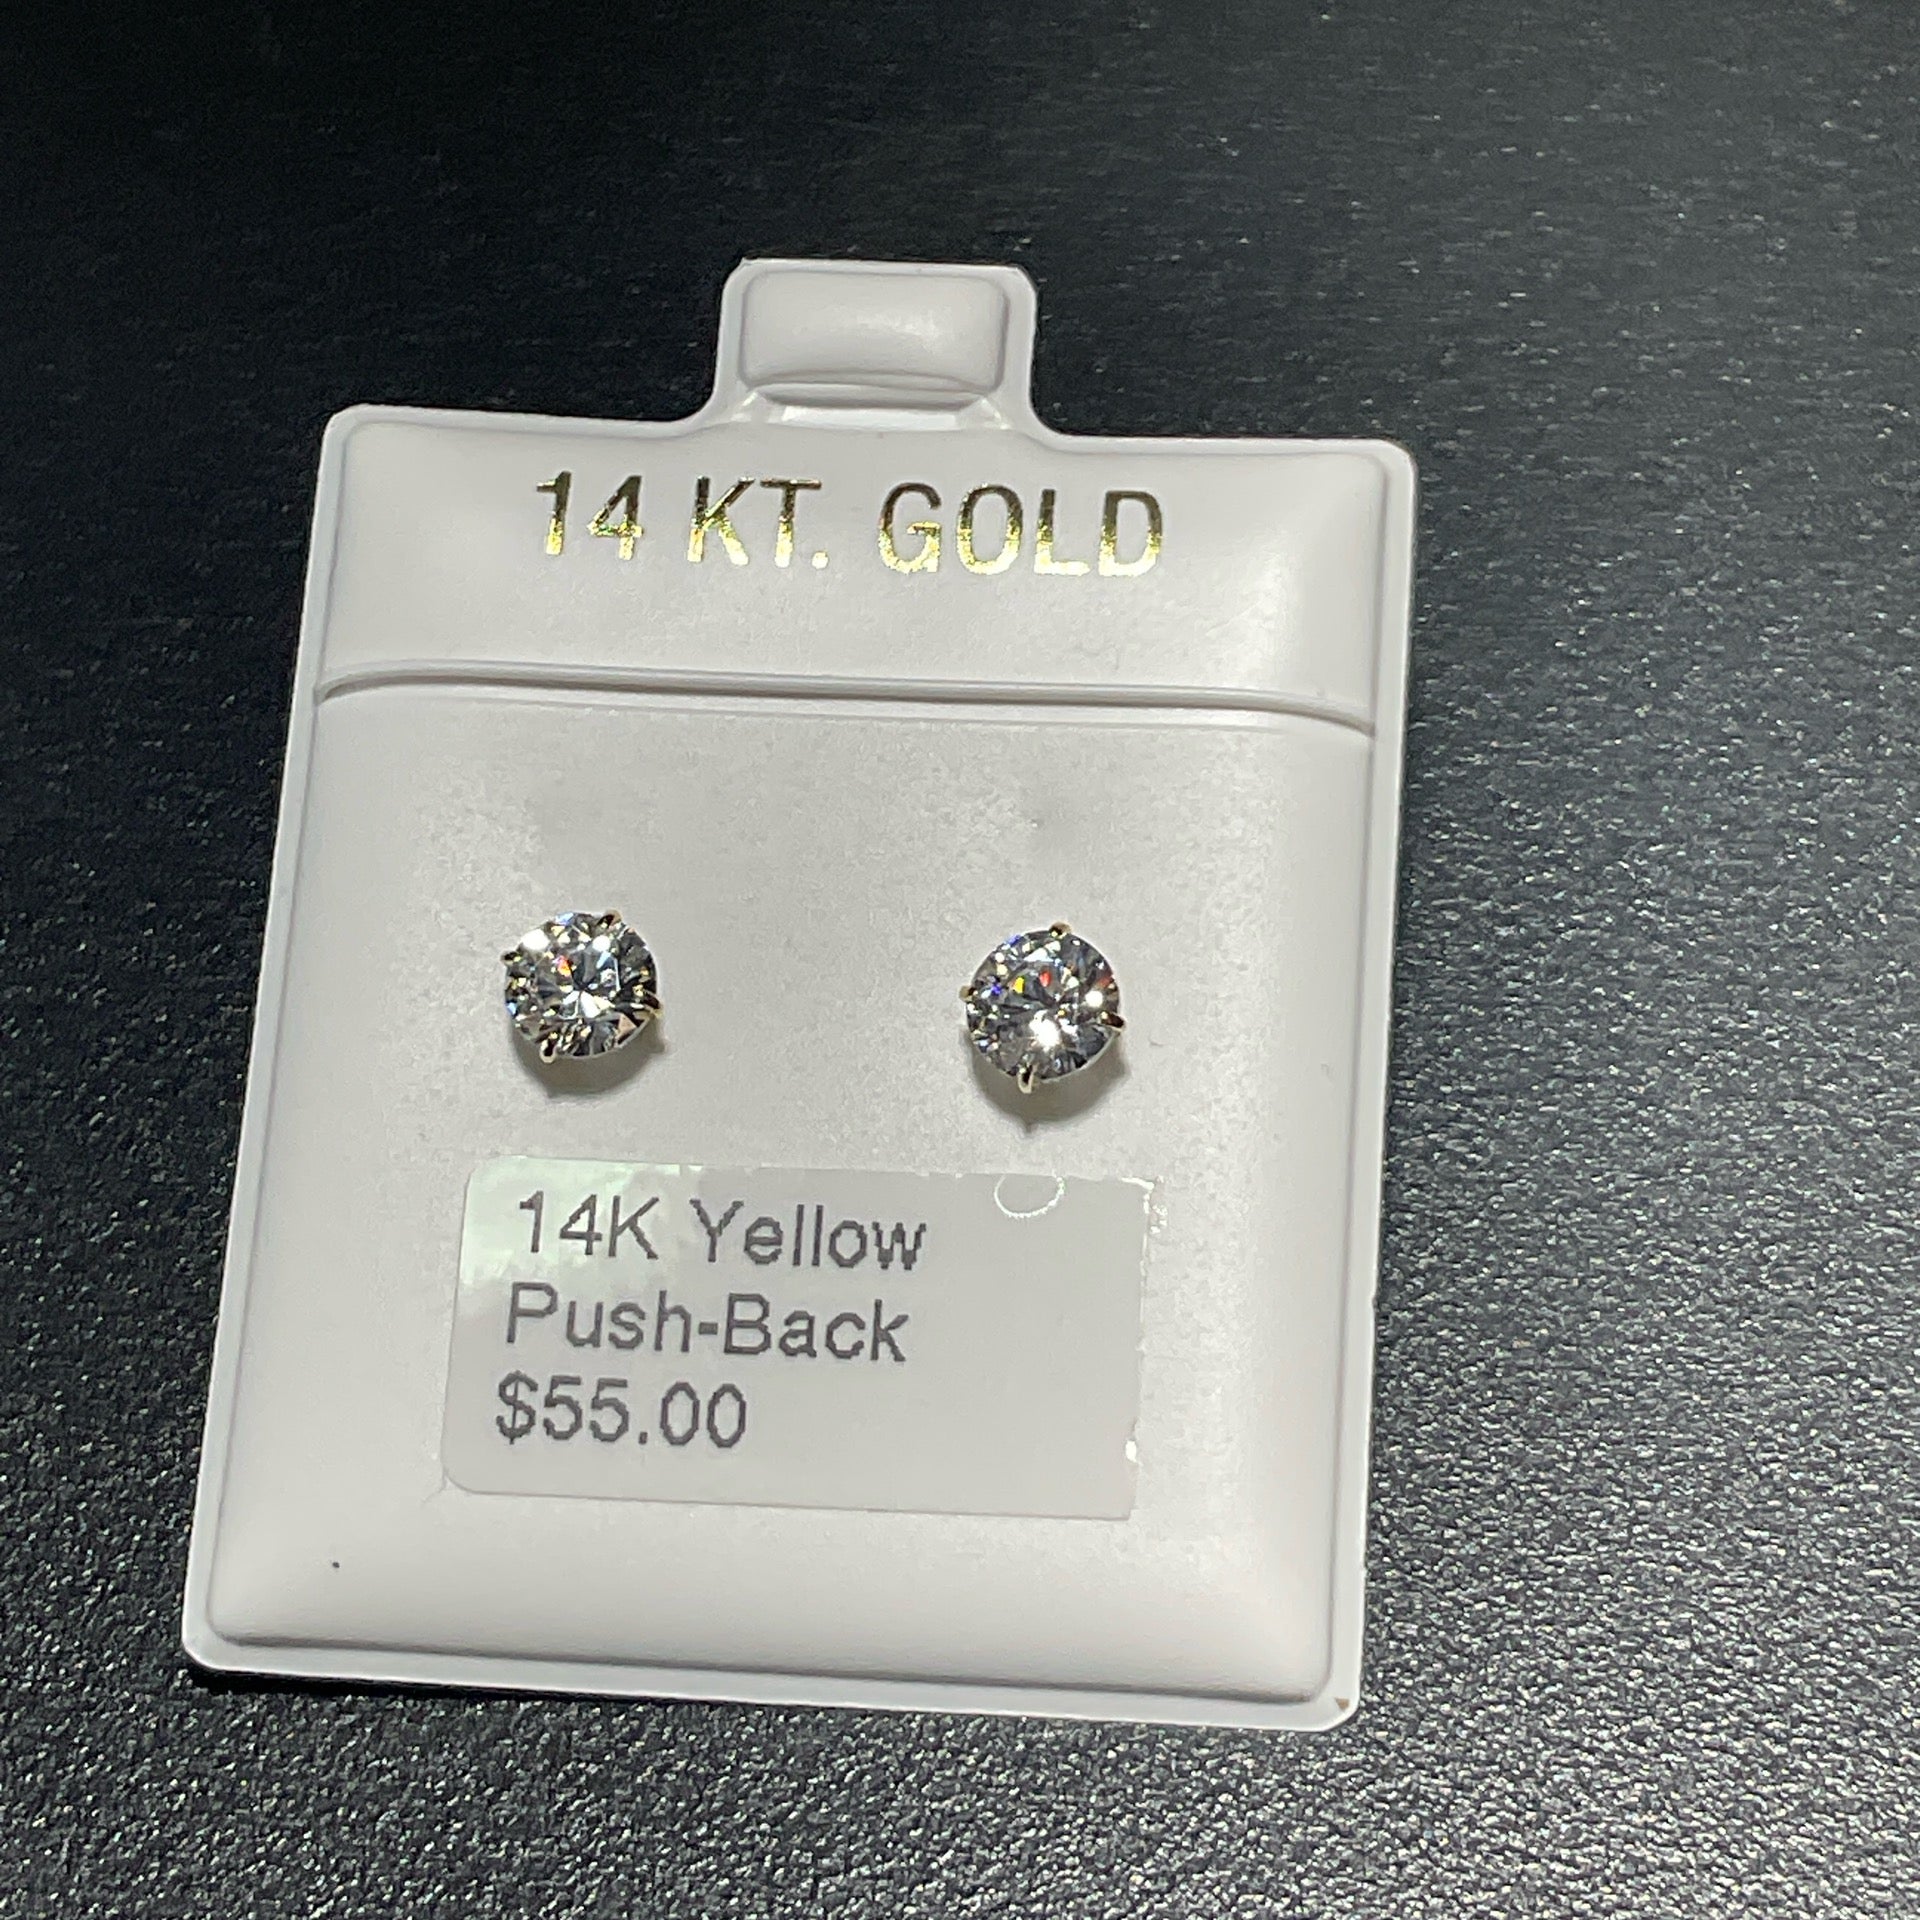 14 KT. GOLD
14K Yellow
Push-Back
$55.00